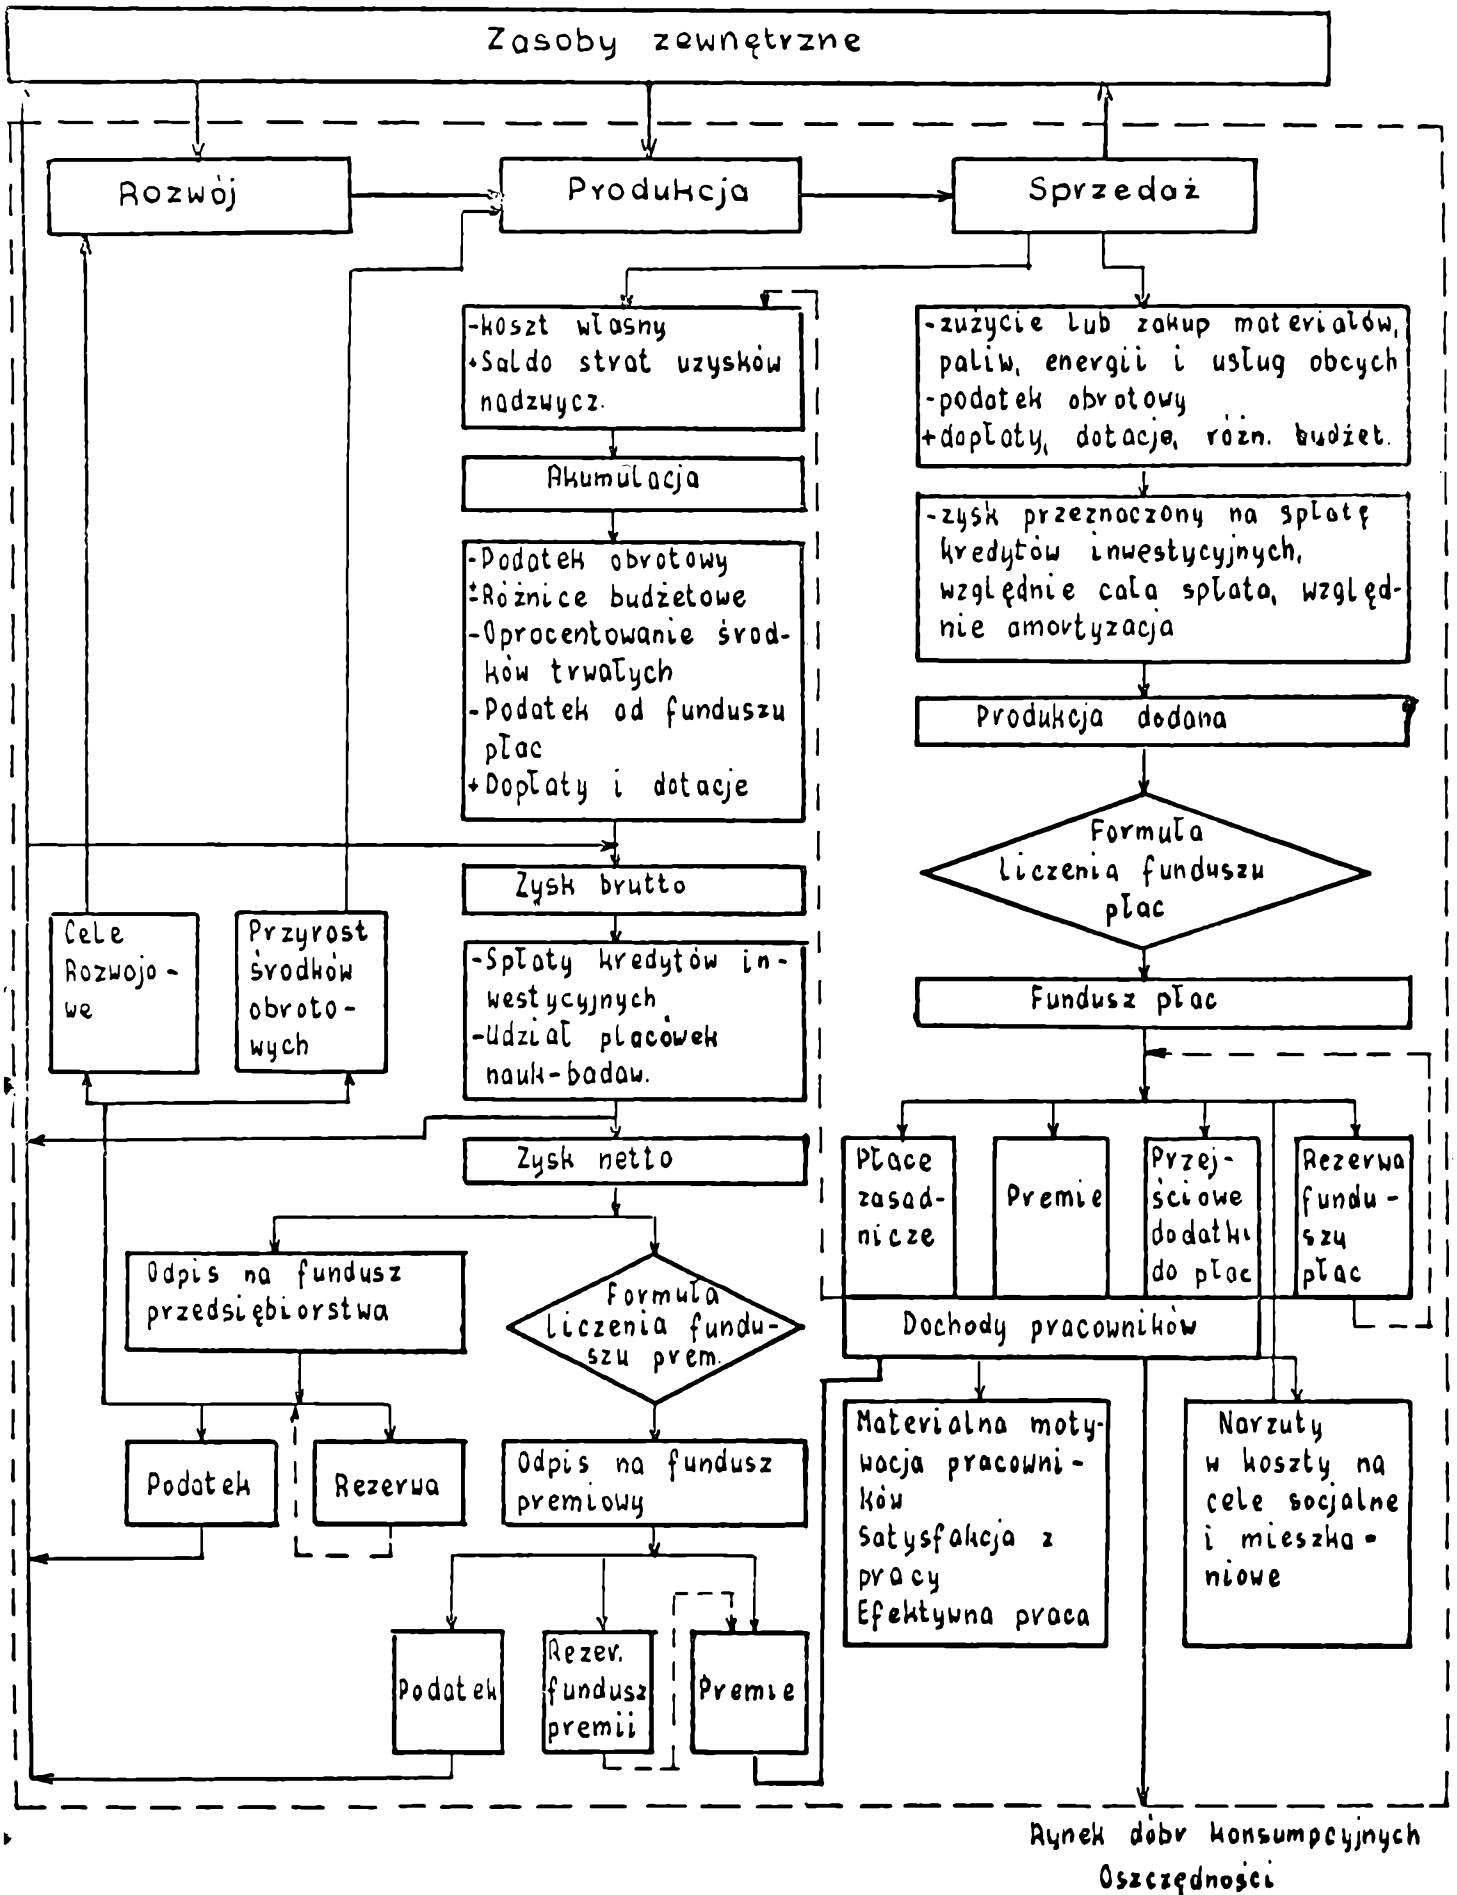 Zasoby zewnętrzne
Rozwój
Produkcja
Sprzedaż
-koszt własny
+Saldo strat uzysków
nadzwycz.
Akumulacja
-Podatek obrotowy
±Różnice budżetowe
-Oprocentowanie środ-
ków trwałych
-Podatek od funduszu
płac
+Dopłaty i dotacje
Zysk brutto
-Spłaty kredytów in-
westycyjnych
-Udział placówek
nauk-badaw.
Zysk netto
-zużycie lub zakup materiałów,
paliw, energii i usług obcych
-podatek obrotowy
+dopłaty, dotacje, różn. budżet.
-zysk przeznaczony na spłatę
kredytów inwestycyjnych,
względnie cała spłata, względ-
nie amortyzacja
Produkcja dodana
Formuła
liczenia funduszu
płac
Fundusz płac
Cele
Rozwojo-
we
Przyrost
środków
obroto-
wych
Płace
zasad-
nicze
Premie
Przej-
ściowe
dodatki
do płac
Rezerwa
fundu-
szu
płac
Dochody pracowników
Odpis na fundusz
przedsiębiorstwa
Formuła
liczenia fundu-
szu prem.
Podatek
Rezerwa
Odpis na fundusz
premiowy
Materialna moty-
wacja pracowni-
ków
Satysfakcja z
pracy
Efektywna praca
Narzuty
w koszty na
cele socjalne
i mieszka-
niowe
Podatek
Rezer.
fundusz
premii
Premie
Rynek dóbr konsumpcyjnych
Oszczędności